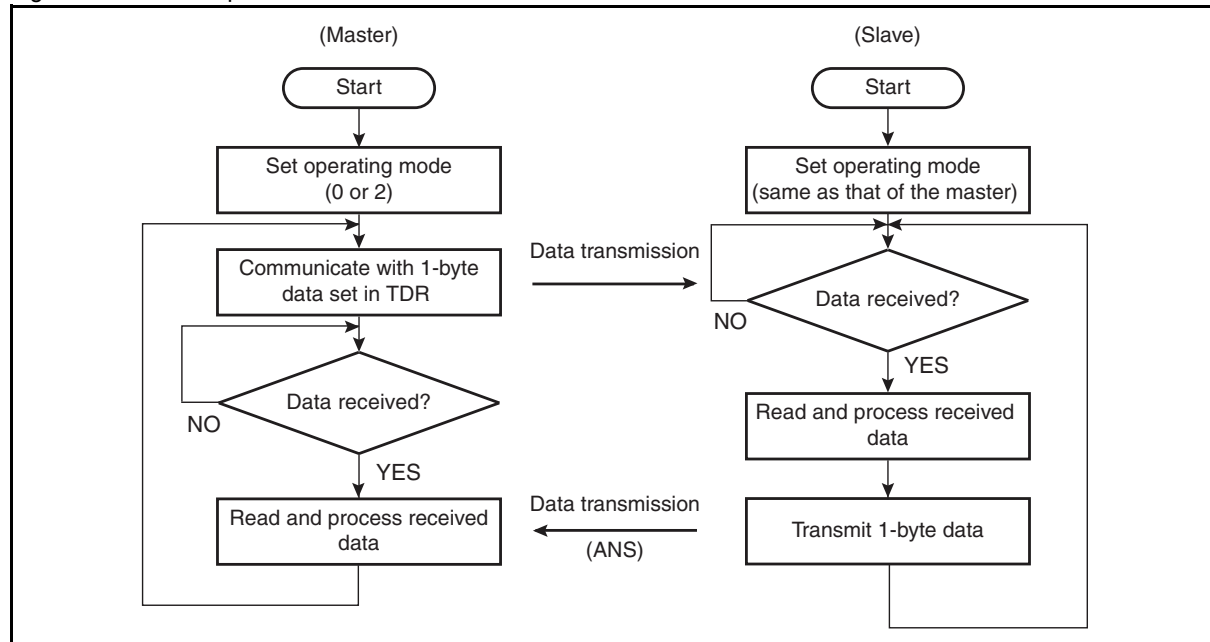 (Master)
(Slave)
Start
Start
Set operating mode
(0 or 2)
Set operating mode
(same as that of the master)
Communicate with 1-byte
data set in TDR
Data transmission
Data received?
NO
YES
Data received?
NO
YES
Read and process received
data
Read and process received
data
Data transmission
(ANS)
Transmit 1-byte data